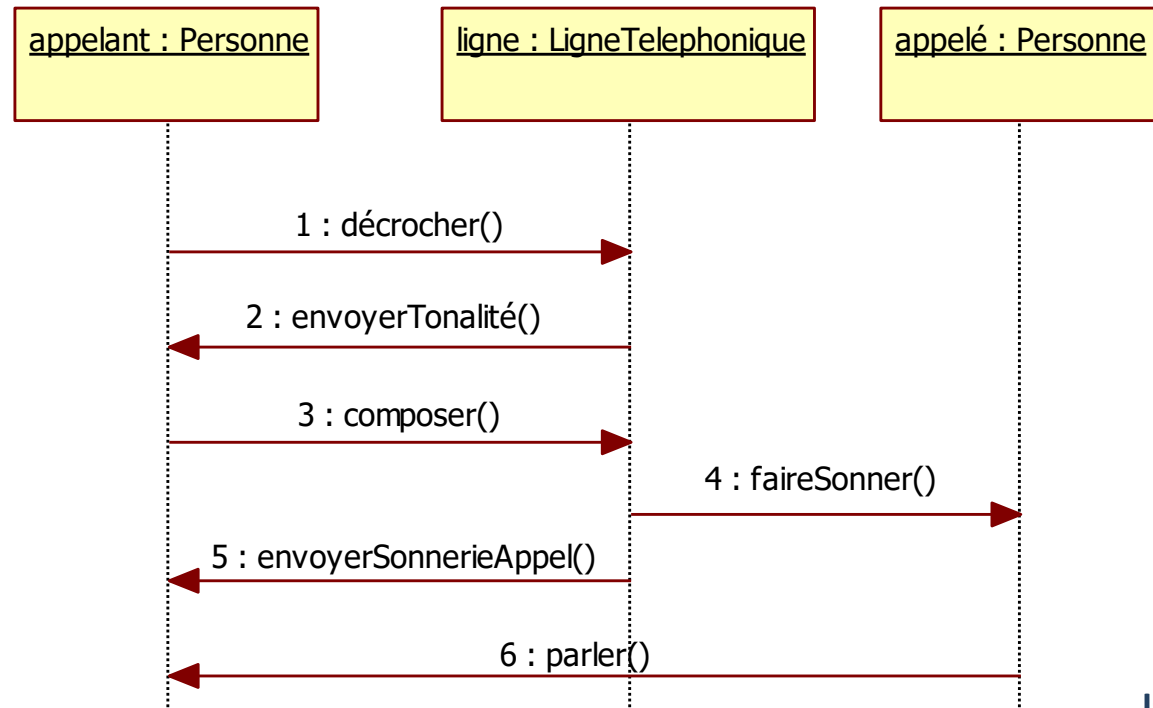 appelant : Personne
ligne : LigneTelephonique
appelé : Personne
1 : décrocher()
2 : envoyerTonalité()
3 : composer()
4 : faireSonner()
5 : envoyerSonnerieAppel()
6 : parler()